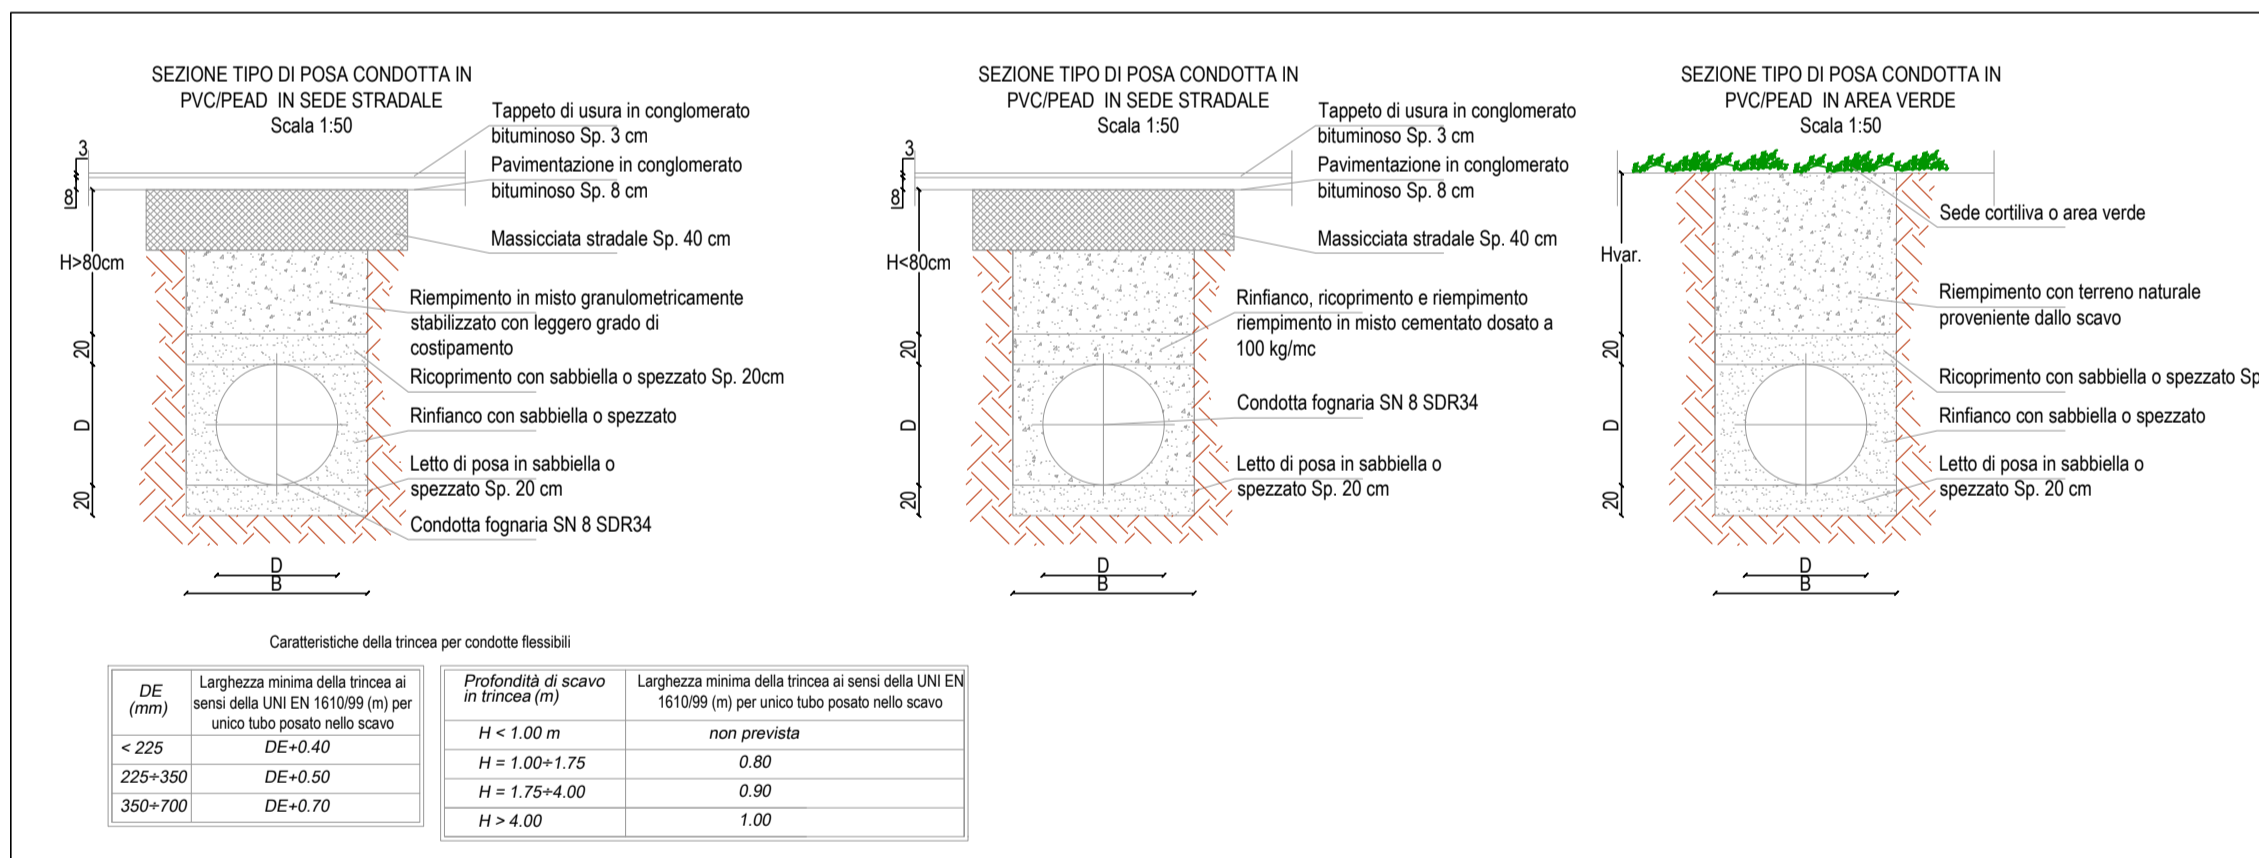 SEZIONE TIPO DI POSA CONDOTTA IN
PVC/PEAD IN SEDE STRADALE
Scala 1:50
Tappeto di usura in conglomerato
bituminoso Sp. 3 cm
Pavimentazione in conglomerato
bituminoso Sp. 8 cm
Massicciata stradale Sp. 40 cm
Riempimento in misto granulometricamente
stabilizzato con leggero grado di
costipamento
Ricoprimento con sabbiella o spezzato Sp. 20cm
Rinfianco con sabbiella o spezzato
Letto di posa in sabbiella o
spezzato Sp. 20 cm
Condotta fognaria SN 8 SDR34
3
8
H>80cm
20
D
20
D
B
SEZIONE TIPO DI POSA CONDOTTA IN
PVC/PEAD IN SEDE STRADALE
Scala 1:50
Tappeto di usura in conglomerato
bituminoso Sp. 3 cm
Pavimentazione in conglomerato
bituminoso Sp. 8 cm
Massicciata stradale Sp. 40 cm
Rinfianco, ricoprimento e riempimento
riempimento in misto cementato dosato a
100 kg/mc
Condotta fognaria SN 8 SDR34
Letto di posa in sabbiella o
spezzato Sp. 20 cm
3
8
H<80cm
20
D
20
D
B
SEZIONE TIPO DI POSA CONDOTTA IN
PVC/PEAD IN AREA VERDE
Scala 1:50
Sede cortiliva o area verde
Riempimento con terreno naturale
proveniente dallo scavo
Ricoprimento con sabbiella o spezzato Sp
Rinfianco con sabbiella o spezzato
Letto di posa in sabbiella o
spezzato Sp. 20 cm
Hvar.
20
D
20
D
B
Caratteristiche della trincea per condotte flessibili
DE
(mm)
Larghezza minima della trincea ai
sensi della UNI EN 1610/99 (m) per
unico tubo posato nello scavo
< 225 DE+0.40
225÷350 DE+0.50
350÷700 DE+0.70
Profondità di scavo
in trincea (m)
Larghezza minima della trincea ai sensi della UNI EN
1610/99 (m) per unico tubo posato nello scavo
H < 1.00 m non prevista
H = 1.00÷1.75 0.80
H = 1.75÷4.00 0.90
H > 4.00 1.00